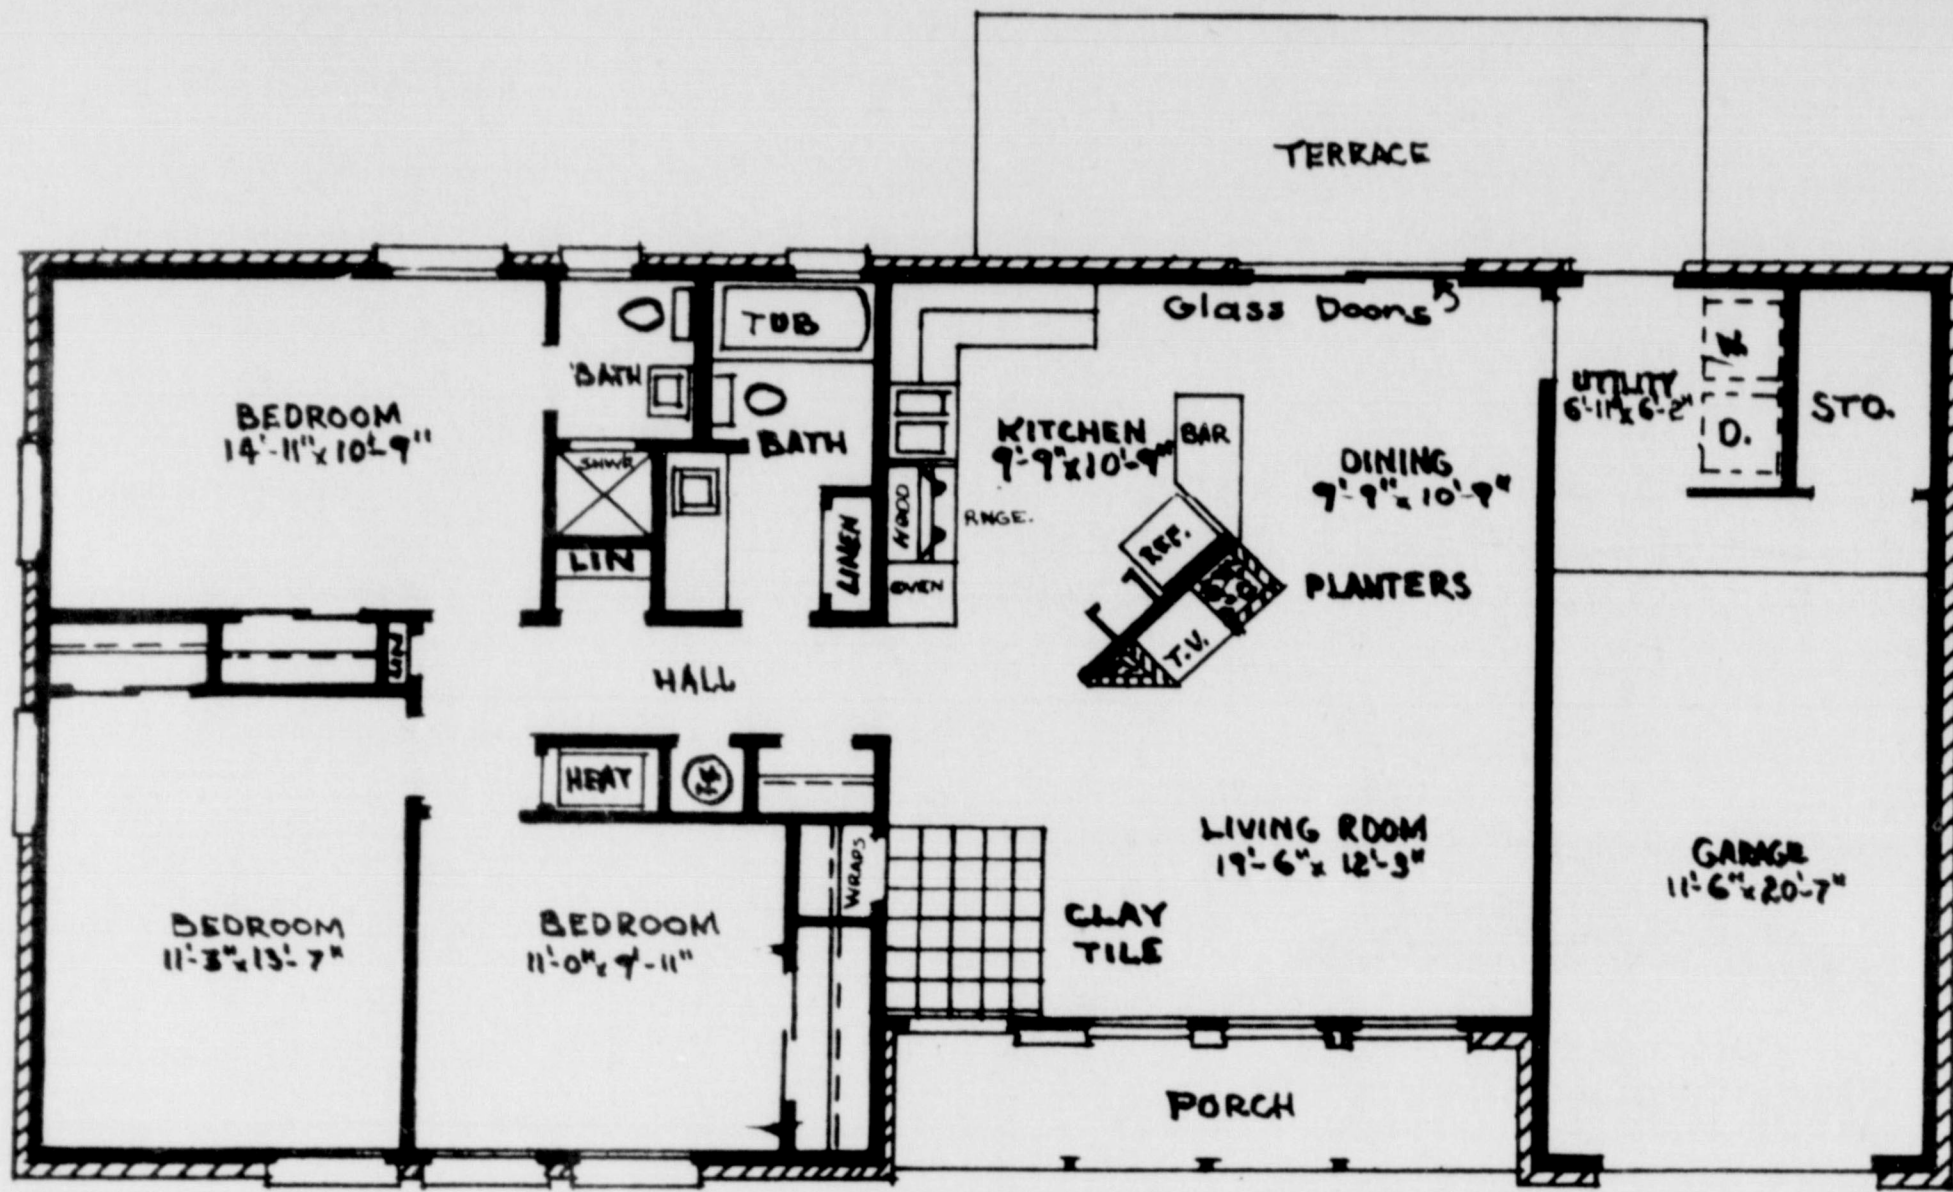 TERRACE
TUB
Glass Doors
BATH
BEDROOM
14'-11" x 10'-9"
BATH
KITCHEN
9'-9" x 10'-9"
BAR
DINING
9'-9" x 10'-9"
UTILITY
6'-11" x 6'-2"
D.
STO.
SHWR
HOOD
RNGE.
LINEN
LIN
OVEN
REF.
PLANTERS
T.V.
LIN
HALL
HEAT
WRAPS
LIVING ROOM
19'-6" x 12'-3"
GARAGE
11'-6" x 20'-7"
BEDROOM
11'-3" x 13'-7"
BEDROOM
11'-0" x 9'-11"
CLAY
TILE
PORCH